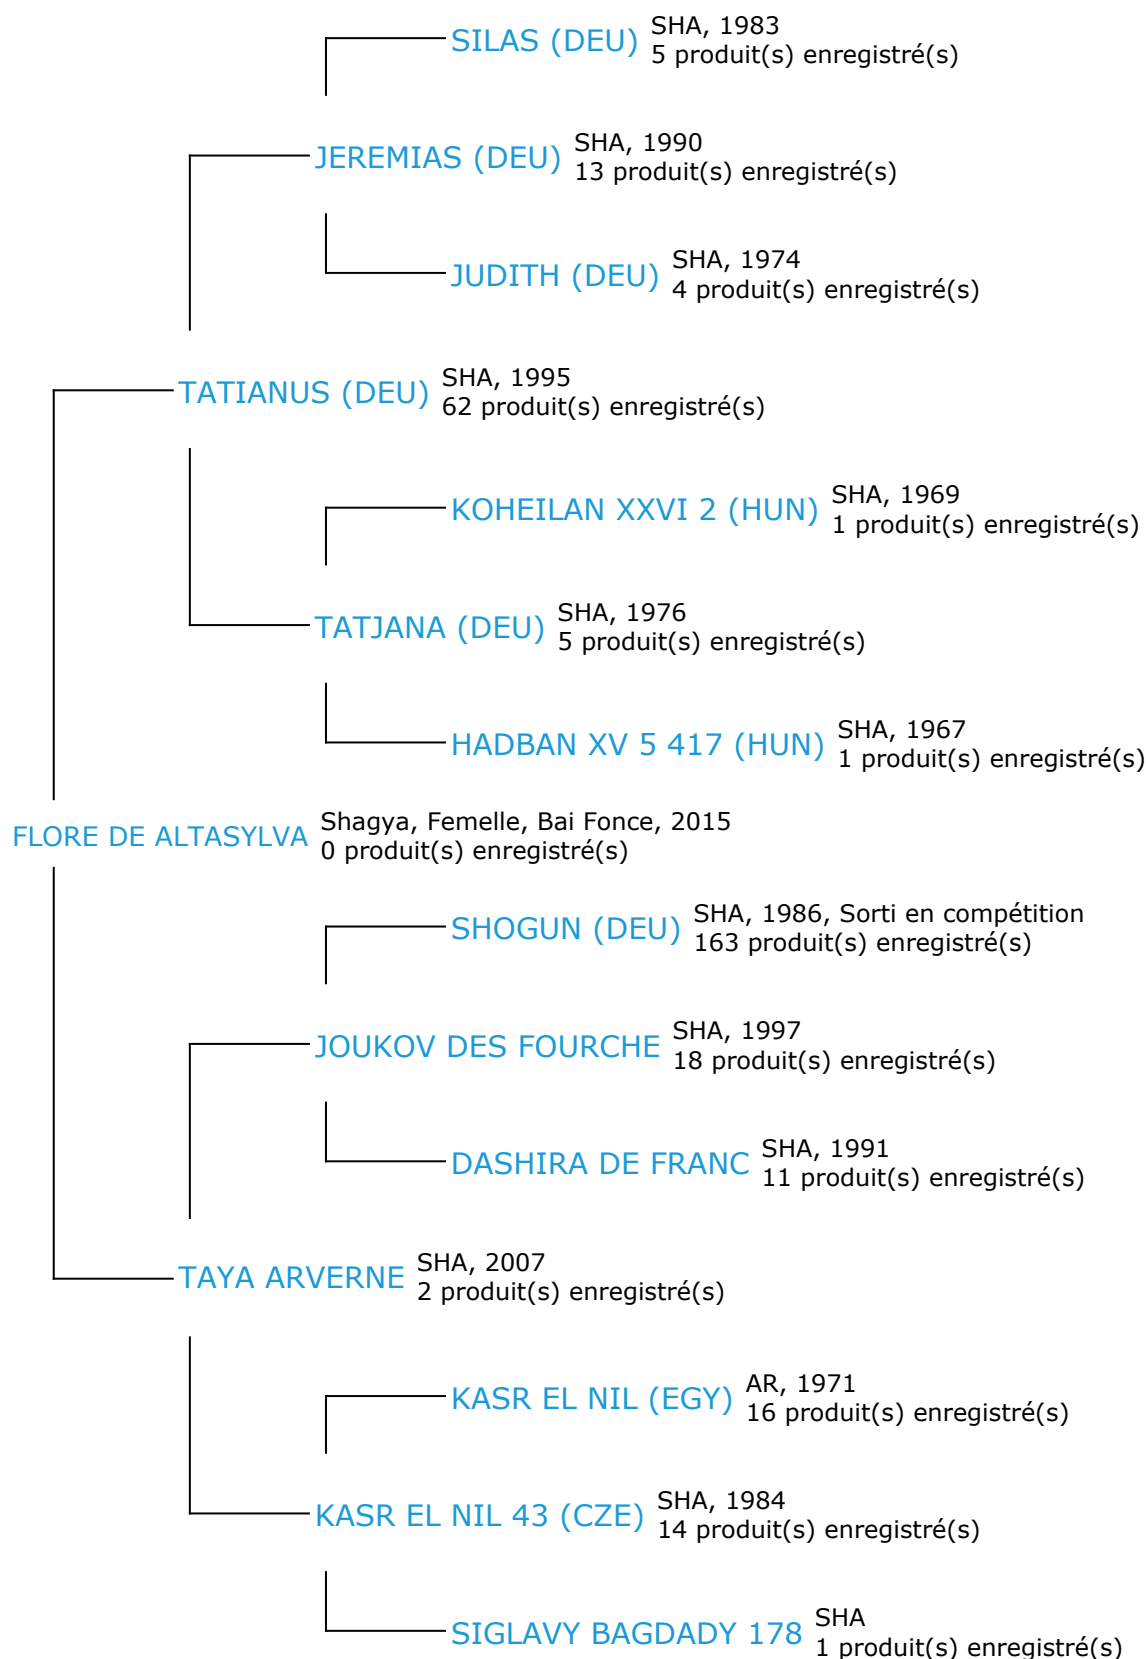 SILAS (DEU) SHA, 1983
5 produit(s) enregistré(s)
JEREMIAS (DEU) SHA, 1990
13 produit(s) enregistré(s)
JUDITH (DEU) SHA, 1974
4 produit(s) enregistré(s)
TATIANUS (DEU) SHA, 1995
62 produit(s) enregistré(s)
KOHEILAN XXVI 2 (HUN) SHA, 1969
1 produit(s) enregistré(s)
TATJANA (DEU) SHA, 1976
5 produit(s) enregistré(s)
HADBAN XV 5 417 (HUN) SHA, 1967
1 produit(s) enregistré(s)
FLORE DE ALTASYLVA Shagya, Femelle, Bai Fonce, 2015
0 produit(s) enregistré(s)
SHOGUN (DEU) SHA, 1986, Sorti en compétition
163 produit(s) enregistré(s)
JOUKOV DES FOURCHE SHA, 1997
18 produit(s) enregistré(s)
DASHIRA DE FRANC SHA, 1991
11 produit(s) enregistré(s)
TAYA ARVERNE SHA, 2007
2 produit(s) enregistré(s)
KASR EL NIL (EGY) AR, 1971
16 produit(s) enregistré(s)
KASR EL NIL 43 (CZE) SHA, 1984
14 produit(s) enregistré(s)
SIGLAVY BAGDADY 178 SHA
1 produit(s) enregistré(s)